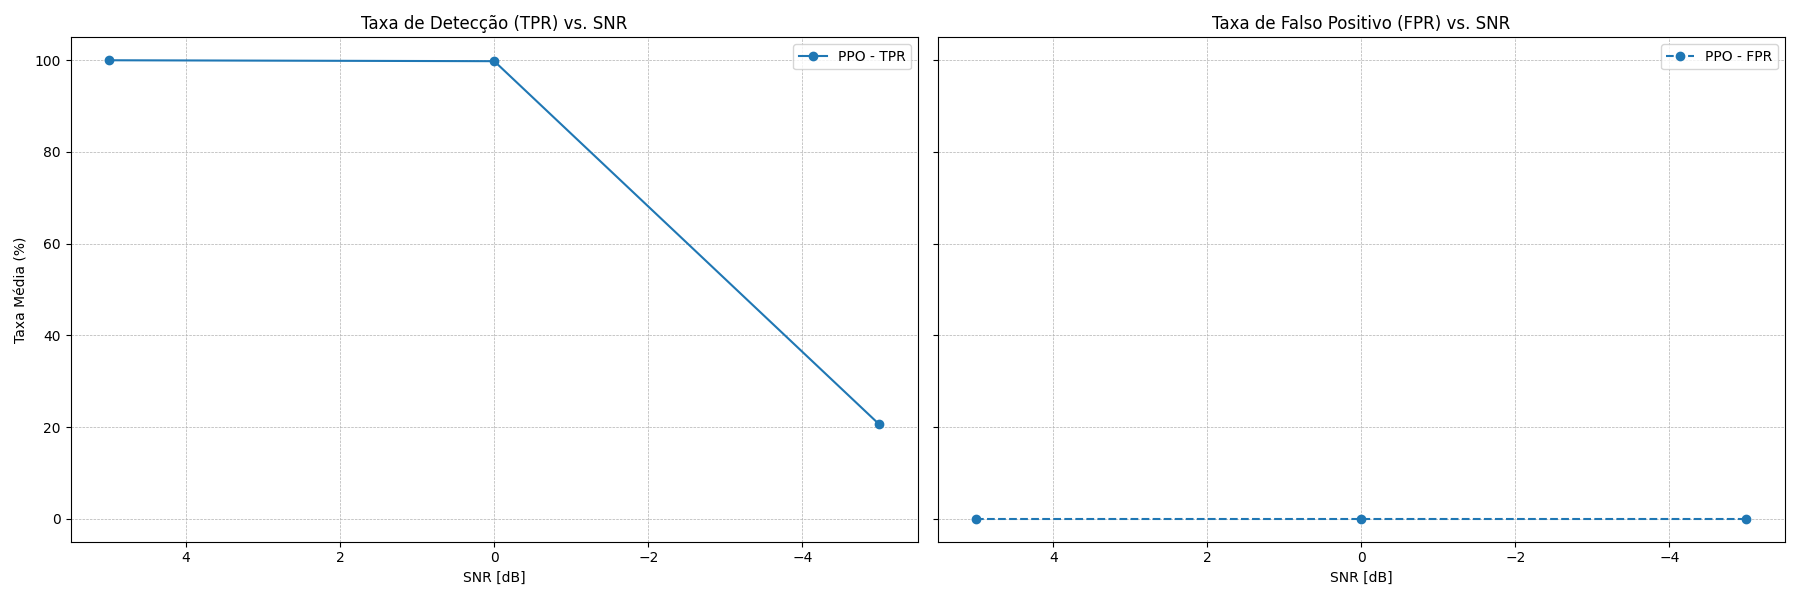 Taxa de Detecção (TPR) vs. SNR
PPO - TPR
Taxa Média (%)
100
80
60
40
20
0
4
2
0
−2
−4
SNR [dB]
Taxa de Falso Positivo (FPR) vs. SNR
PPO - FPR
4
2
0
−2
−4
SNR [dB]